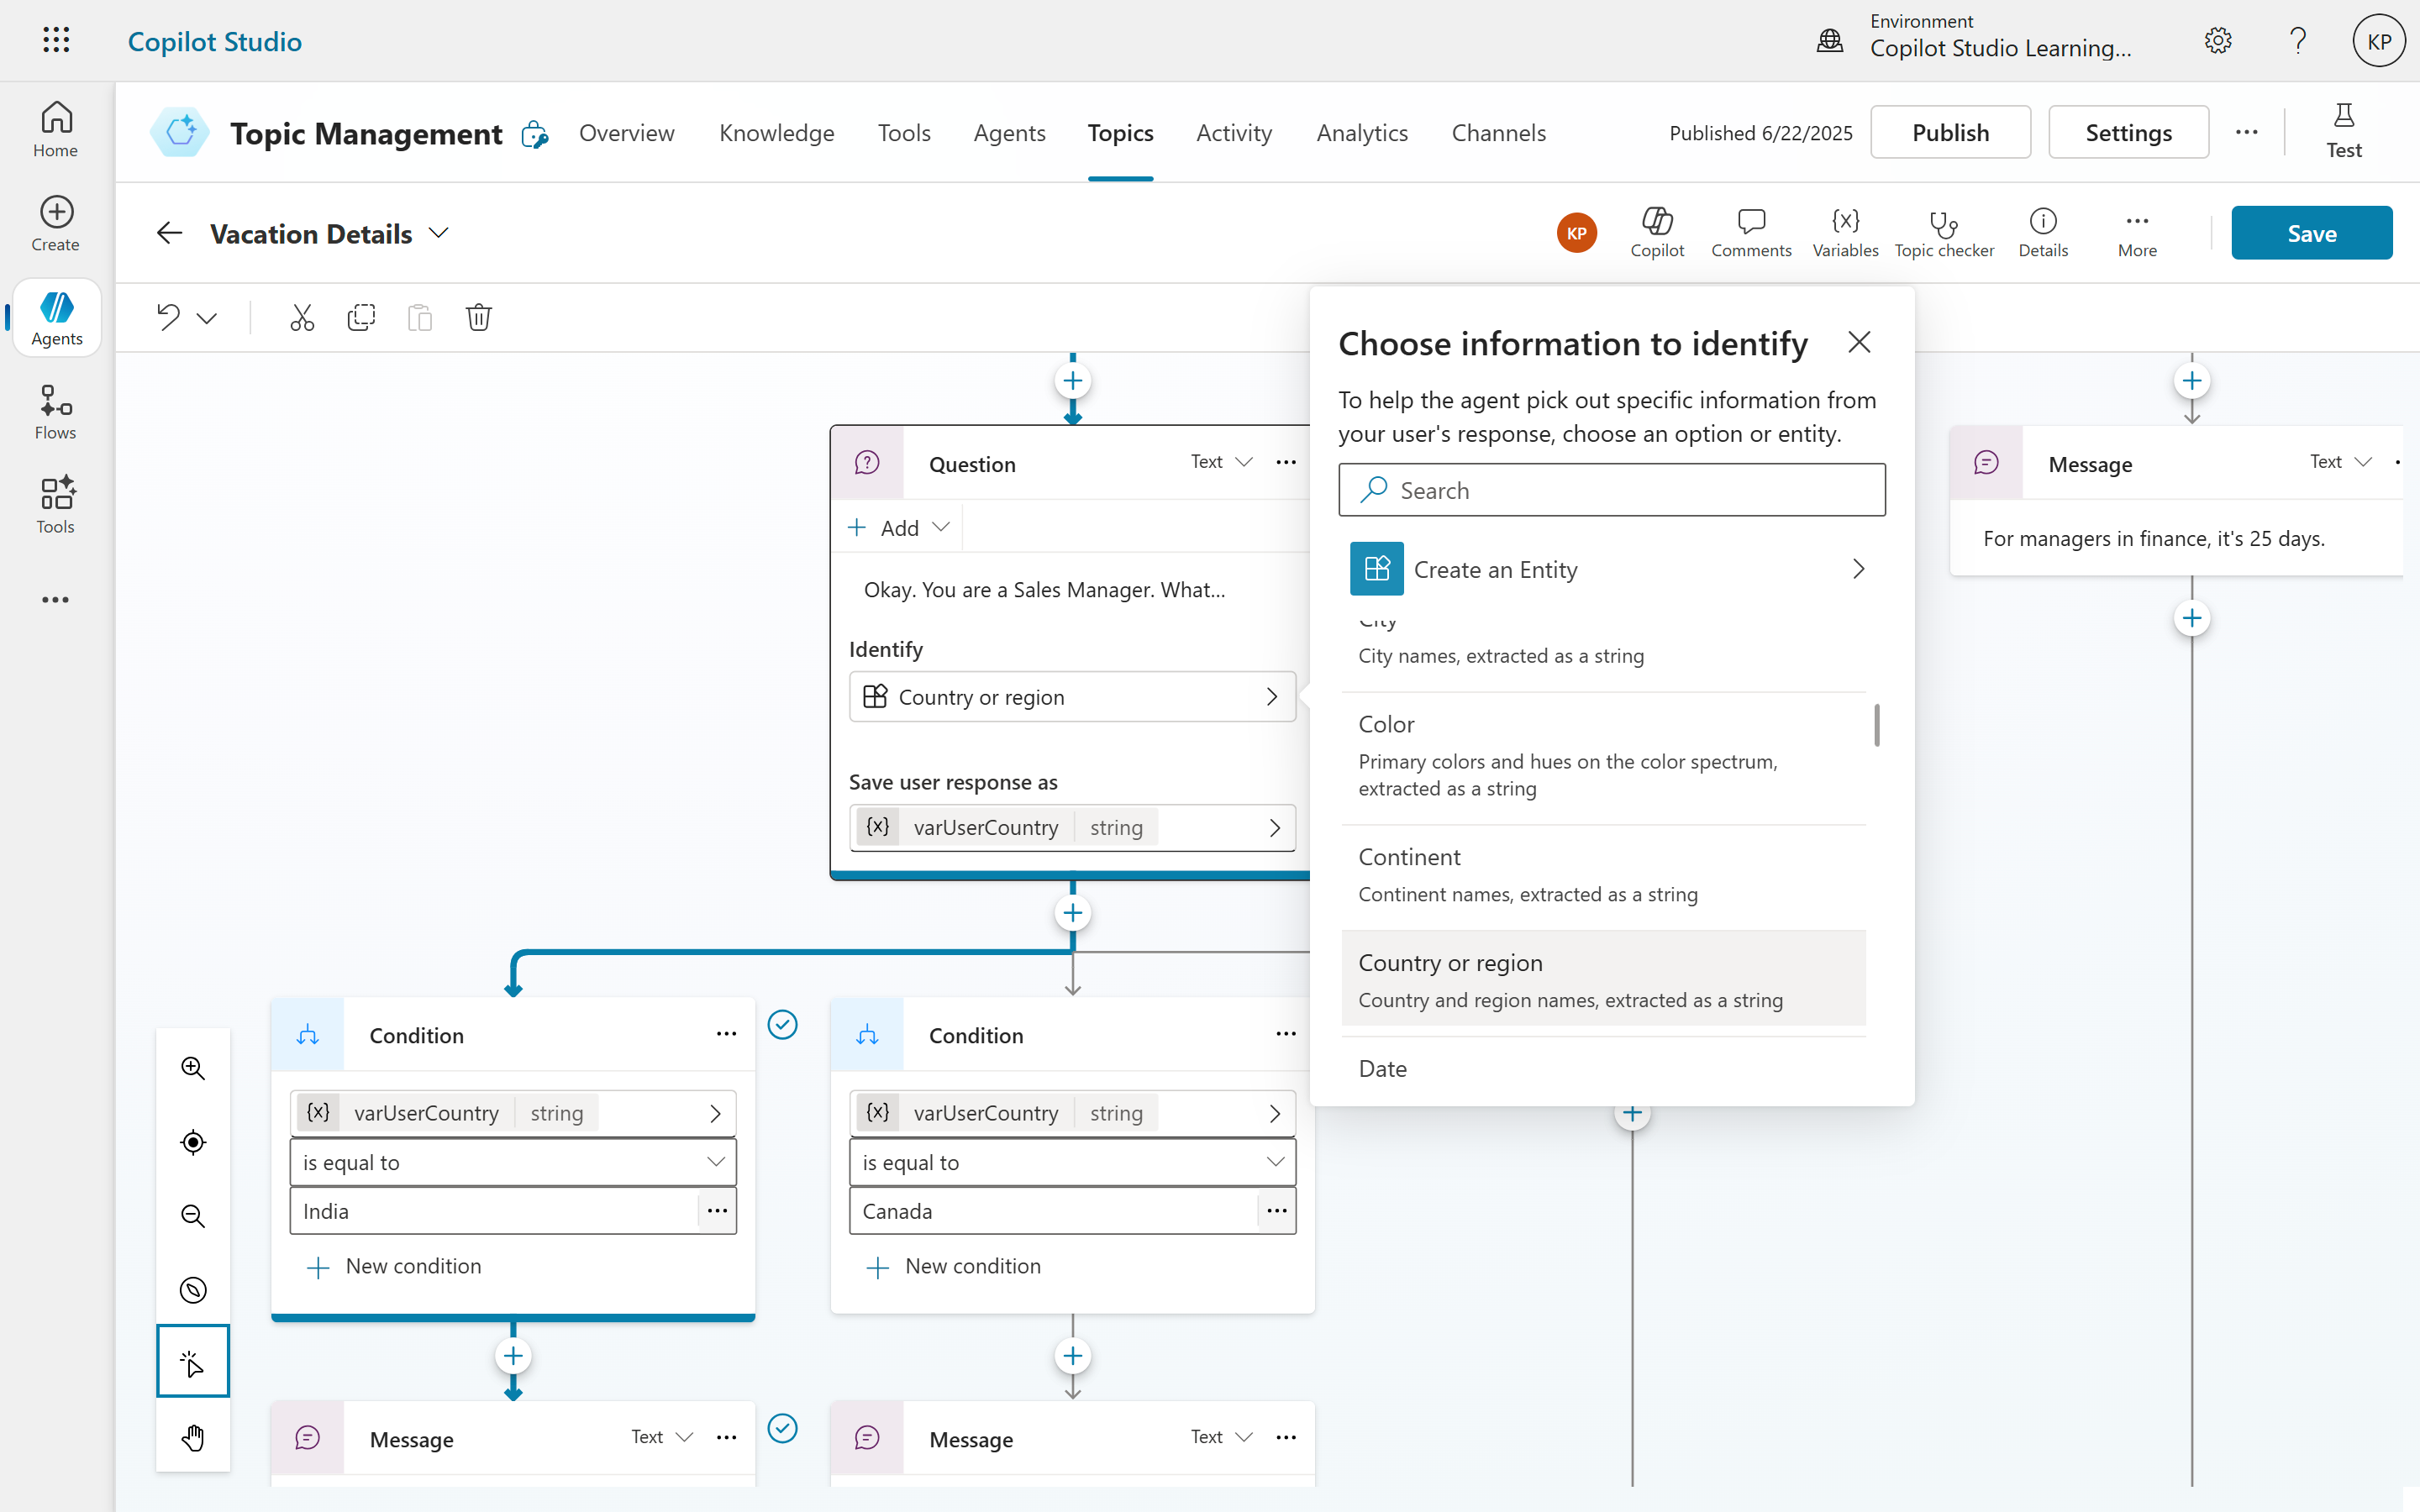 Copilot Studio
Environment
Copilot Studio Learning...
KP
Home
Create
Agents
Flows
Tools
Topic Management
Overview
Knowledge
Tools
Agents
Topics
Activity
Analytics
Channels
Published 6/22/2025
Publish
Settings
Test
Vacation Details
KP
Copilot
Comments
Variables
Topic checker
Details
More
Save
Question
Text
Add
Okay. You are a Sales Manager. What...
Identify
Country or region
Save user response as
{x} varUserCountry string
Choose information to identify
To help the agent pick out specific information from
your user's response, choose an option or entity.
Search
Create an Entity
City
City names, extracted as a string
Color
Primary colors and hues on the color spectrum,
extracted as a string
Continent
Continent names, extracted as a string
Country or region
Country and region names, extracted as a string
Date
Message
Text
For managers in finance, it's 25 days.
Condition
{x} varUserCountry string
is equal to
India
New condition
Condition
{x} varUserCountry string
is equal to
Canada
New condition
Message
Text
Message
Text